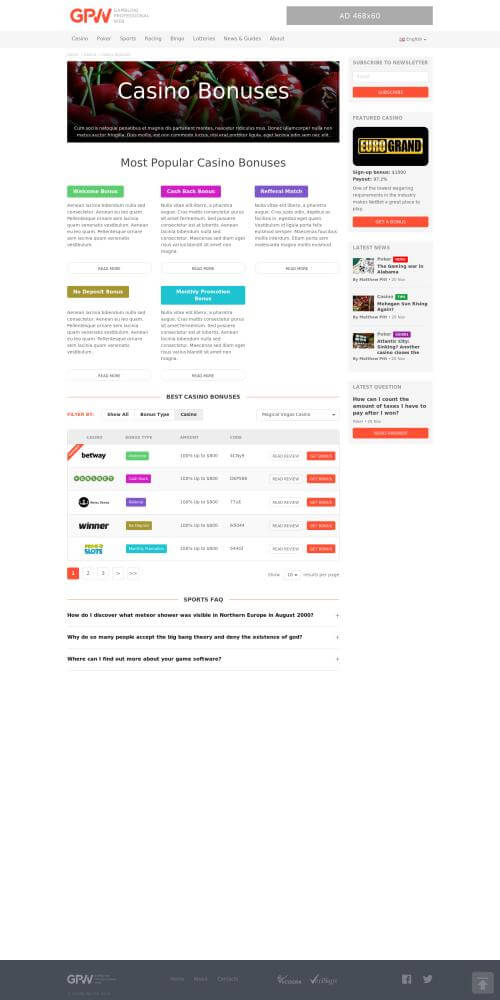 GPW GAMBLING
PROFESSIONAL
WEB
AD 468x60
Casino Poker Sports Racing Bingo Lotteries News & Guides About English
Casino Bonuses
Cum sociis natoque penatibus et magnis dis parturient montes, nascetur ridiculus mus. Donec ullamcorper nulla non
metus auctor fringilla. Duis mollis, est non commodo luctus, nisi erat porttitor ligula, eget lacinia odio sem nec elit.
Most Popular Casino Bonuses
Welcome Bonus
Aenean lacinia bibendum nulla sed
consectetur. Aenean eu leo quam.
Pellentesque ornare sem lacinia
quam venenatis vestibulum. Aenean
eu leo quam. Pellentesque ornare
sem lacinia quam venenatis
vestibulum.
READ MORE
Cash Back Bonus
Nulla vitae elit libero, a pharetra
augue. Cras mattis consectetur purus
sit amet fermentum. Sed posuere
consectetur est at lobortis. Aenean
lacinia bibendum nulla sed
consectetur. Maecenas sed diam eget
risus varius blandit sit amet non
magna.
READ MORE
Refferal Match
Nulla vitae elit libero, a pharetra
augue. Cras justo odio, dapibus ac
facilisis in, egestas eget quam.
Vestibulum id ligula porta felis
euismod semper. Maecenas faucibus
mollis interdum. Etiam porta sem
malesuada magna mollis euismod.
READ MORE
No Deposit Bonus
Aenean lacinia bibendum nulla sed
consectetur. Aenean eu leo quam.
Pellentesque ornare sem lacinia
quam venenatis vestibulum. Aenean
eu leo quam. Pellentesque ornare
sem lacinia quam venenatis
vestibulum.
READ MORE
Monthly Promotion
Bonus
Nulla vitae elit libero, a pharetra
augue. Cras mattis consectetur purus
sit amet fermentum. Sed posuere
consectetur est at lobortis. Aenean
lacinia bibendum nulla sed
consectetur. Maecenas sed diam eget
risus varius blandit sit amet non
magna.
READ MORE
BEST CASINO BONUSES
FILTER BY: Show All Bonus Type Casino Magical Vegas Casino
CASINO BONUS TYPE AMOUNT CODE
betway Welcome 100% Up to $800 READ REVIEW GET BONUS
Cash Back 100% Up to $800 READ REVIEW GET BONUS
100% Up to $800 READ REVIEW GET BONUS
winner No Deposit 100% Up to $800 READ REVIEW GET BONUS
SLOTS Monthly Promotion 100% Up to $800 READ REVIEW GET BONUS
1 2 3 > >> Show 10 results per page
SPORTS FAQ
How do I discover what meteor shower was visible in Northern Europe in August 2000? +
Why do so many people accept the big bang theory and deny the existence of god? +
Where can I find out more about your game software? +
SUBSCRIBE TO NEWSLETTER
Email
SUBSCRIBE
FEATURED CASINO
EUROGRAND
Sign-up bonus: $1000
Payout: 97.2%
One of the lowest wagering
requirements in the industry
makes NetBet a great place to
play.
GET A BONUS
LATEST NEWS
Poker NEWS
The Gaming war in
Alabama
By Matthew Pitt • 20 Nov
Casino TIPS
Mohegan Sun Rising
Again?
By Matthew Pitt • 20 Nov
Poker
Atlantic City:
Sinking? Another
casino closes the
By Matthew Pitt • 20 Nov
LATEST QUESTION
How can I count the
amount of taxes I have to
pay after I won?
Poker • 20 Nov
READ ANSWER
GPW
Home About Contacts
eCOGRA VeriSign